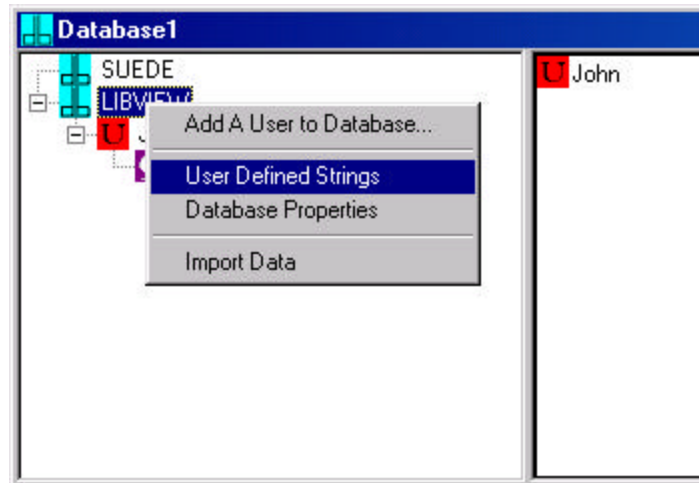 Database1
SUEDE
U John
LIBVIEW
Add A User to Database...
U
User Defined Strings
Database Properties
Import Data